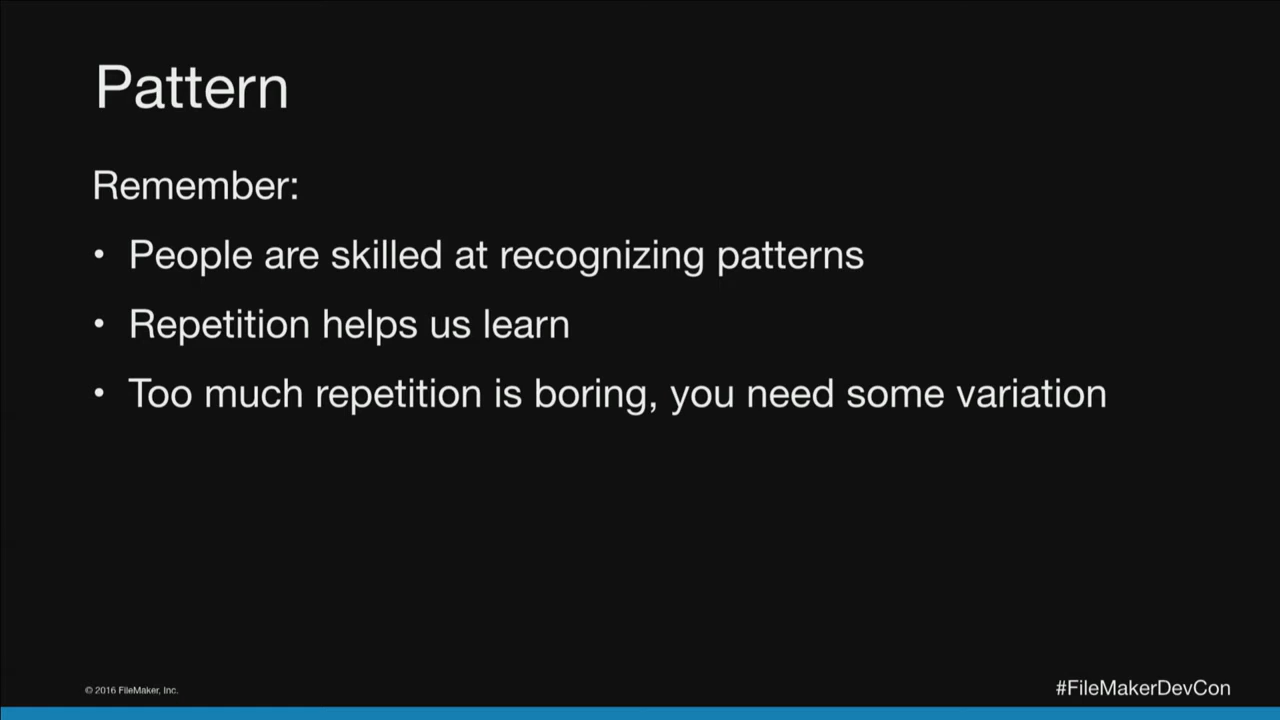 Pattern
Remember:
• People are skilled at recognizing patterns
• Repetition helps us learn
• Too much repetition is boring, you need some variation
© 2016 FileMaker, Inc.
#FileMakerDevCon